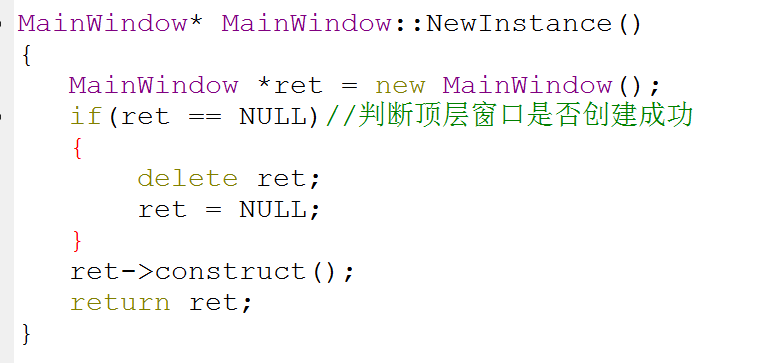 MainWindow* MainWindow::NewInstance()
{
    MainWindow *ret = new MainWindow();
    if(ret == NULL)//判断顶层窗口是否创建成功
    {
        delete ret;
        ret = NULL;
    }
    ret->construct();
    return ret;
}